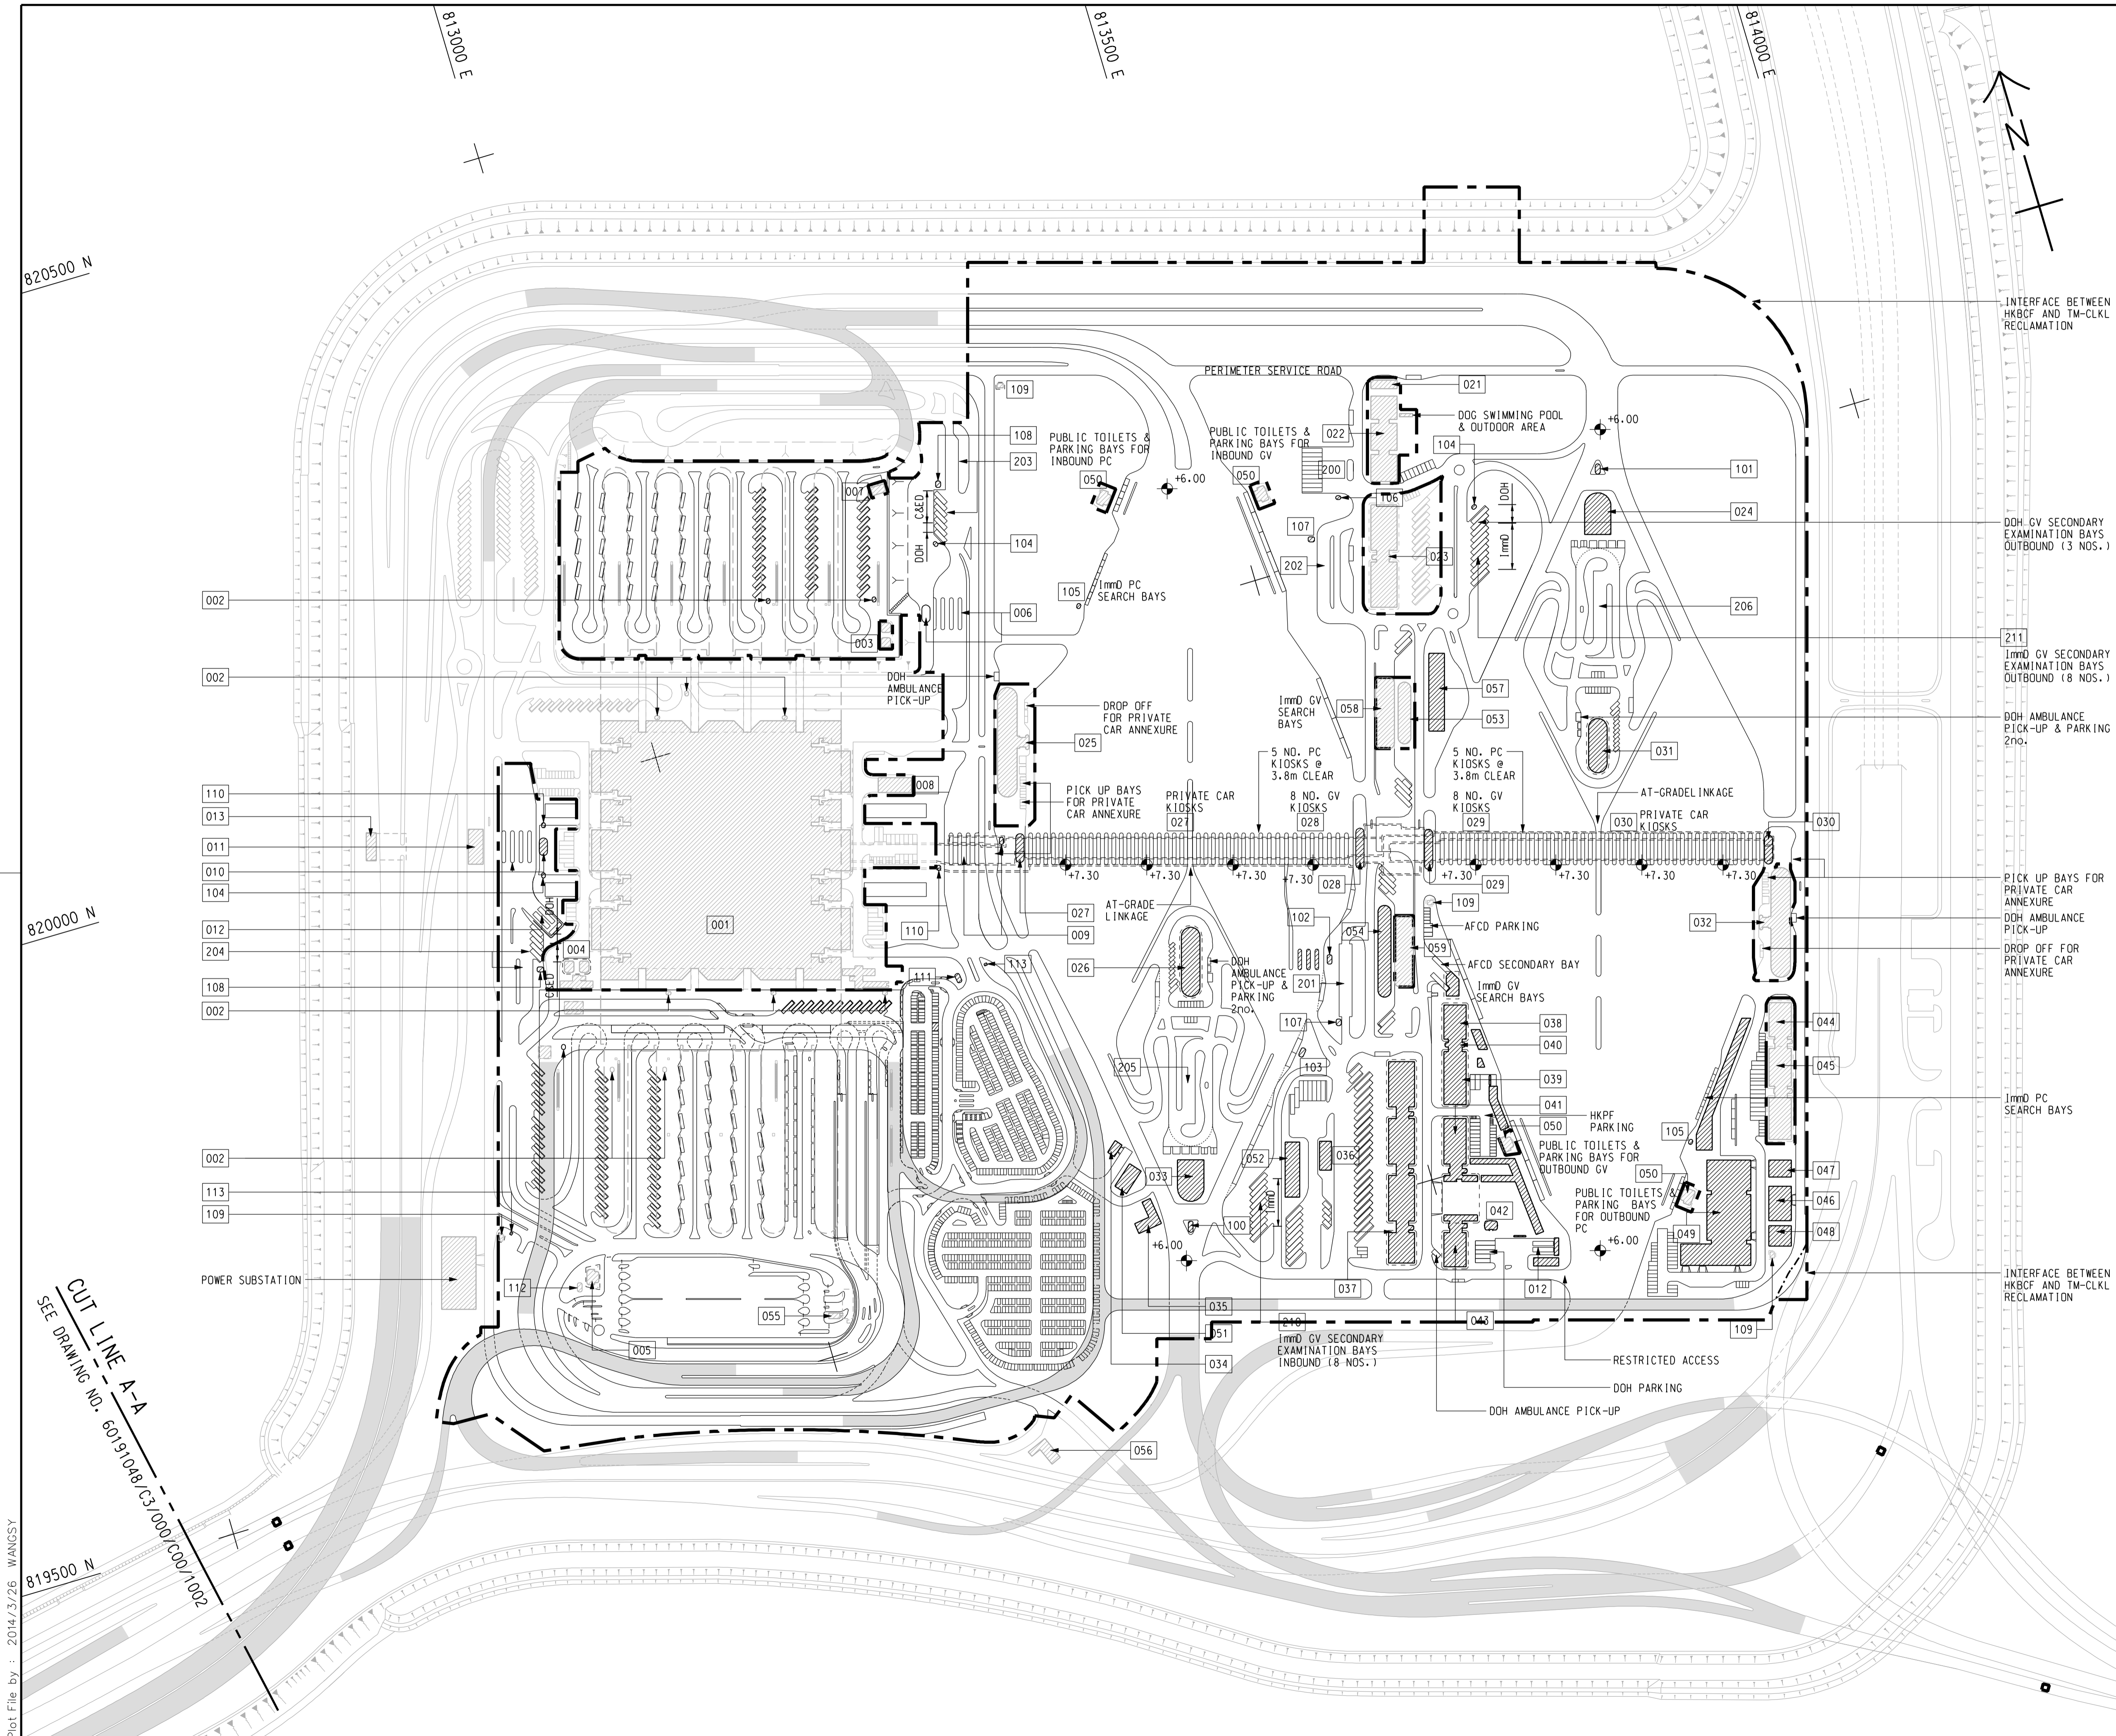 813000 E
813500 E
814000 E
N
820500 N
INTERFACE BETWEEN
HKBCF AND TM-CLKL
RECLAMATION
PERIMETER SERVICE ROAD
109
021
DOG SWIMMING POOL
& OUTDOOR AREA
+6.00
108
PUBLIC TOILETS &
PARKING BAYS FOR
INBOUND PC
PUBLIC TOILETS &
PARKING BAYS FOR
INBOUND GV
022
104
203
200
101
050
050
+6.00
007
C&ED
106
DOH
024
107
DOH GV SECONDARY
EXAMINATION BAYS
OUTBOUND (3 NOS.)
104
DOH
ImmD
023
202
105
ImmD PC
SEARCH BAYS
002
006
206
003
211
ImmD GV SECONDARY
EXAMINATION BAYS
OUTBOUND (8 NOS.)
002
DOH
AMBULANCE
PICK-UP
057
DROP OFF
FOR PRIVATE
CAR ANNEXURE
ImmD GV
SEARCH
BAYS
058
053
DOH AMBULANCE
PICK-UP & PARKING
2no.
025
031
5 NO. PC
KIOSKS @
3.8m CLEAR
5 NO. PC
KIOSKS @
3.8m CLEAR
008
PICK UP BAYS
FOR PRIVATE
CAR ANNEXURE
PRIVATE CAR
KIOSKS
027
8 NO. GV
KIOSKS
028
8 NO. GV
KIOSKS
029
AT-GRADELINKAGE
030
PRIVATE CAR
KIOSKS
030
110
013
011
010
104
+7.30
+7.30
+7.30
+7.30
+7.30
+7.30
+7.30
+7.30
028
029
PICK UP BAYS FOR
PRIVATE CAR
ANNEXURE
DOH
027
AT-GRADE
LINKAGE
109
AFCD PARKING
820000 N
012
001
110
009
102
054
032
DOH AMBULANCE
PICK-UP
204
004
059
DROP OFF FOR
PRIVATE CAR
ANNEXURE
C&ED
111
113
026
DOH
AMBULANCE
PICK-UP &
PARKING
2no.
AFCD SECONDARY BAY
108
201
ImmD GV
SEARCH BAYS
002
107
038
044
040
205
103
039
045
041
HKPF
PARKING
ImmD PC
SEARCH BAYS
050
105
PUBLIC TOILETS &
PARKING BAYS FOR
OUTBOUND GV
002
052
036
033
050
047
113
ImmD
PUBLIC TOILETS &
PARKING BAYS
FOR OUTBOUND
PC
046
109
100
042
049
048
+6.00
+6.00
POWER SUBSTATION
112
037
012
INTERFACE BETWEEN
HKBCF AND TM-CLKL
RECLAMATION
055
035
210
043
109
005
051
ImmD GV SECONDARY
EXAMINATION BAYS
INBOUND (8 NOS.)
034
RESTRICTED ACCESS
DOH PARKING
DOH AMBULANCE PICK-UP
056
CUT LINE A-A
SEE DRAWING NO. 60191048/C3/000/C00/1002
819500 N
Plot File by : 2014/3/26 WANGSY